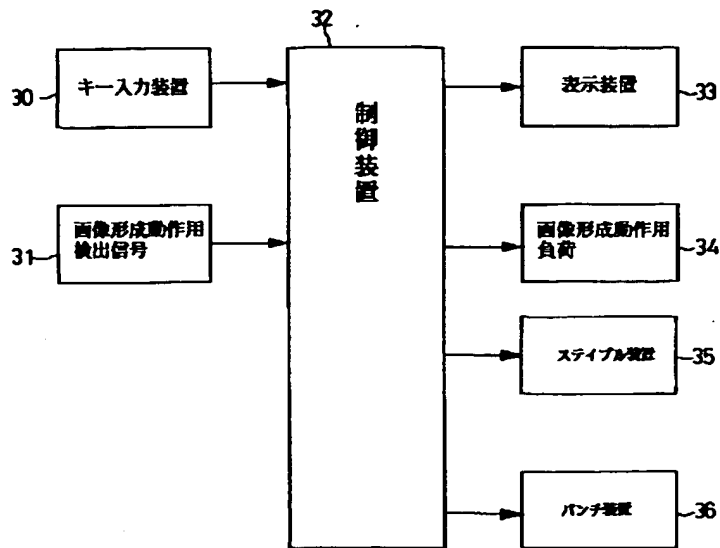 32
30
キー入力装置
31
画像形成動作用
検出信号
制御装置
表示装置
33
画像形成動作用
負荷
34
ステイプル装置
35
パンチ装置
36